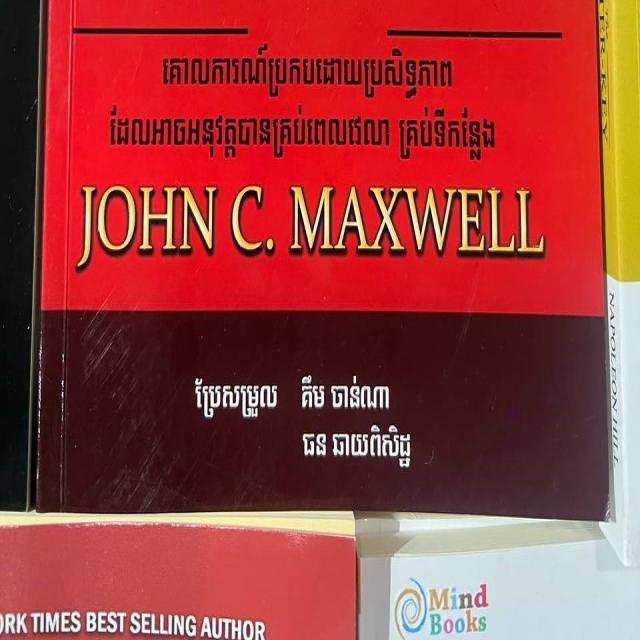 គោលការណ៍ប្រកបដោយប្រសិទ្ធភាព
ដែលអាចអនុវត្តបានគ្រប់ពេលវេលា គ្រប់ទីកន្លែង
JOHN C. MAXWELL
ប្រែសម្រួល គឹម ចាន់ណា
ធន ឆាយពិសិដ្ឋ
NAPOLEON HILL
ORK TIMES BEST SELLING AUTHOR
Mind
Books